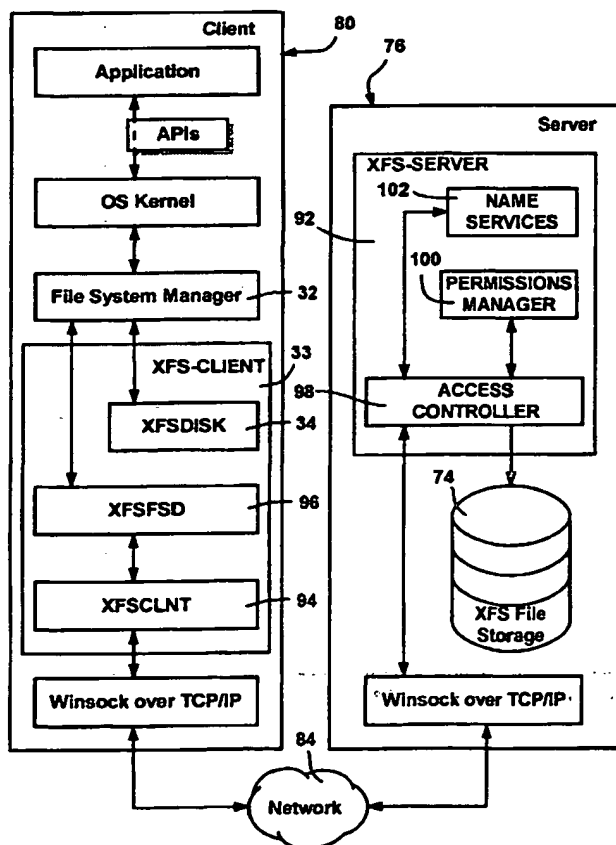 Client
80
Application
APIs
OS Kernel
File System Manager
32
XFS-CLIENT
33
XFSDISK
34
XFSFSD
96
XFSCLNT
94
Winsock over TCP/IP
76
Server
XFS-SERVER
102
NAME
SERVICES
92
100
PERMISSIONS
MANAGER
98
ACCESS
CONTROLLER
74
XFS File
Storage
Winsock over TCP/IP
84
Network